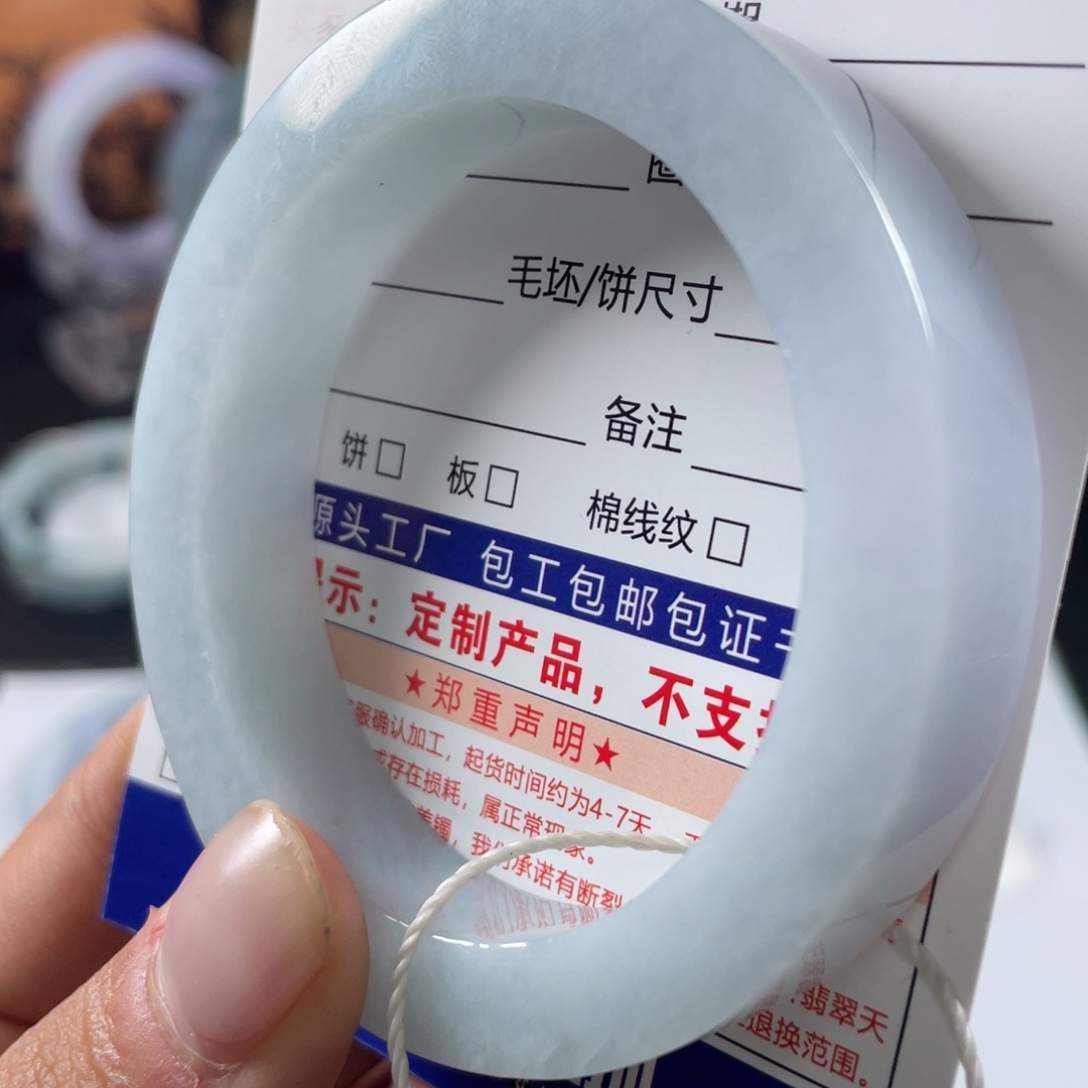 期
圈
毛坯/饼尺寸
备注
饼□ 板□ 棉线纹□
原头工厂 包工包邮包证书
示：定制产品，不支
★郑重声明★
确认加工，起货时间约为4-7天
存在损耗，属正常现象。
我们承诺有断裂
翡翠天
退换范围。